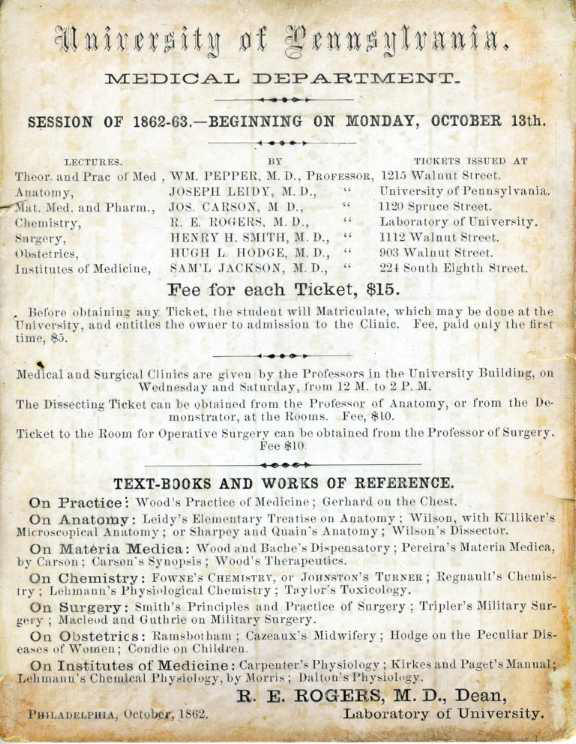 University of Pennsylvania.
MEDICAL DEPARTMENT.
SESSION OF 1862-63.—BEGINNING ON MONDAY, OCTOBER 13th.
LECTURES. BY TICKETS ISSUED AT
Theor. and Prac of Med , WM. PEPPER, M. D., PROFESSOR, 1215 Walnut Street.
Anatomy, JOSEPH LEIDY, M. D., “ University of Pennsylvania.
Mat. Med. and Pharm., JOS. CARSON, M. D., “ 1120 Spruce Street.
Chemistry, R. E. ROGERS, M. D., “ Laboratory of University.
Surgery, HENRY H. SMITH, M. D., “ 1112 Walnut Street.
Obstetrics, HUGH L. HODGE, M. D., “ 903 Walnut Street.
Institutes of Medicine, SAM'L JACKSON, M. D., “ 224 South Eighth Street.
Fee for each Ticket, $15.
Before obtaining any Ticket, the student will Matriculate, which may be done at the
University, and entitles the owner to admission to the Clinic. Fee, paid only the first
time, $5.
Medical and Surgical Clinics are given by the Professors in the University Building, on
Wednesday and Saturday, from 12 M. to 2 P. M.
The Dissecting Ticket can be obtained from the Professor of Anatomy, or from the De-
monstrator, at the Rooms. Fee, $10.
Ticket to the Room for Operative Surgery can be obtained from the Professor of Surgery.
Fee $10
TEXT-BOOKS AND WORKS OF REFERENCE.
On Practice: Wood's Practice of Medicine; Gerhard on the Chest.
On Anatomy: Leidy's Elementary Treatise on Anatomy; Wilson, with Kölliker's
Microscopical Anatomy; or Sharpey and Quain's Anatomy; Wilson's Dissector.
On Materia Medica: Wood and Bache's Dispensatory; Pereira's Materia Medica,
by Carson; Carson's Synopsis; Wood's Therapeutics.
On Chemistry: FOWNE'S CHEMISTRY, OR JOHNSTON'S TURNER; Regnault's Chemis-
try; Lehmann's Physiological Chemistry; Taylor's Toxicology.
On Surgery: Smith's Principles and Practice of Surgery; Tripler's Military Sur-
gery; Macleod and Guthrie on Military Surgery.
On Obstetrics: Ramsbotham; Cazeaux's Midwifery; Hodge on the Peculiar Dis-
eases of Women; Condie on Children.
On Institutes of Medicine: Carpenter's Physiology; Kirkes and Paget's Manual;
Lehmann's Chemical Physiology, by Morris; Dalton's Physiology.
R. E. ROGERS, M. D., Dean,
PHILADELPHIA, October, 1862. Laboratory of University.